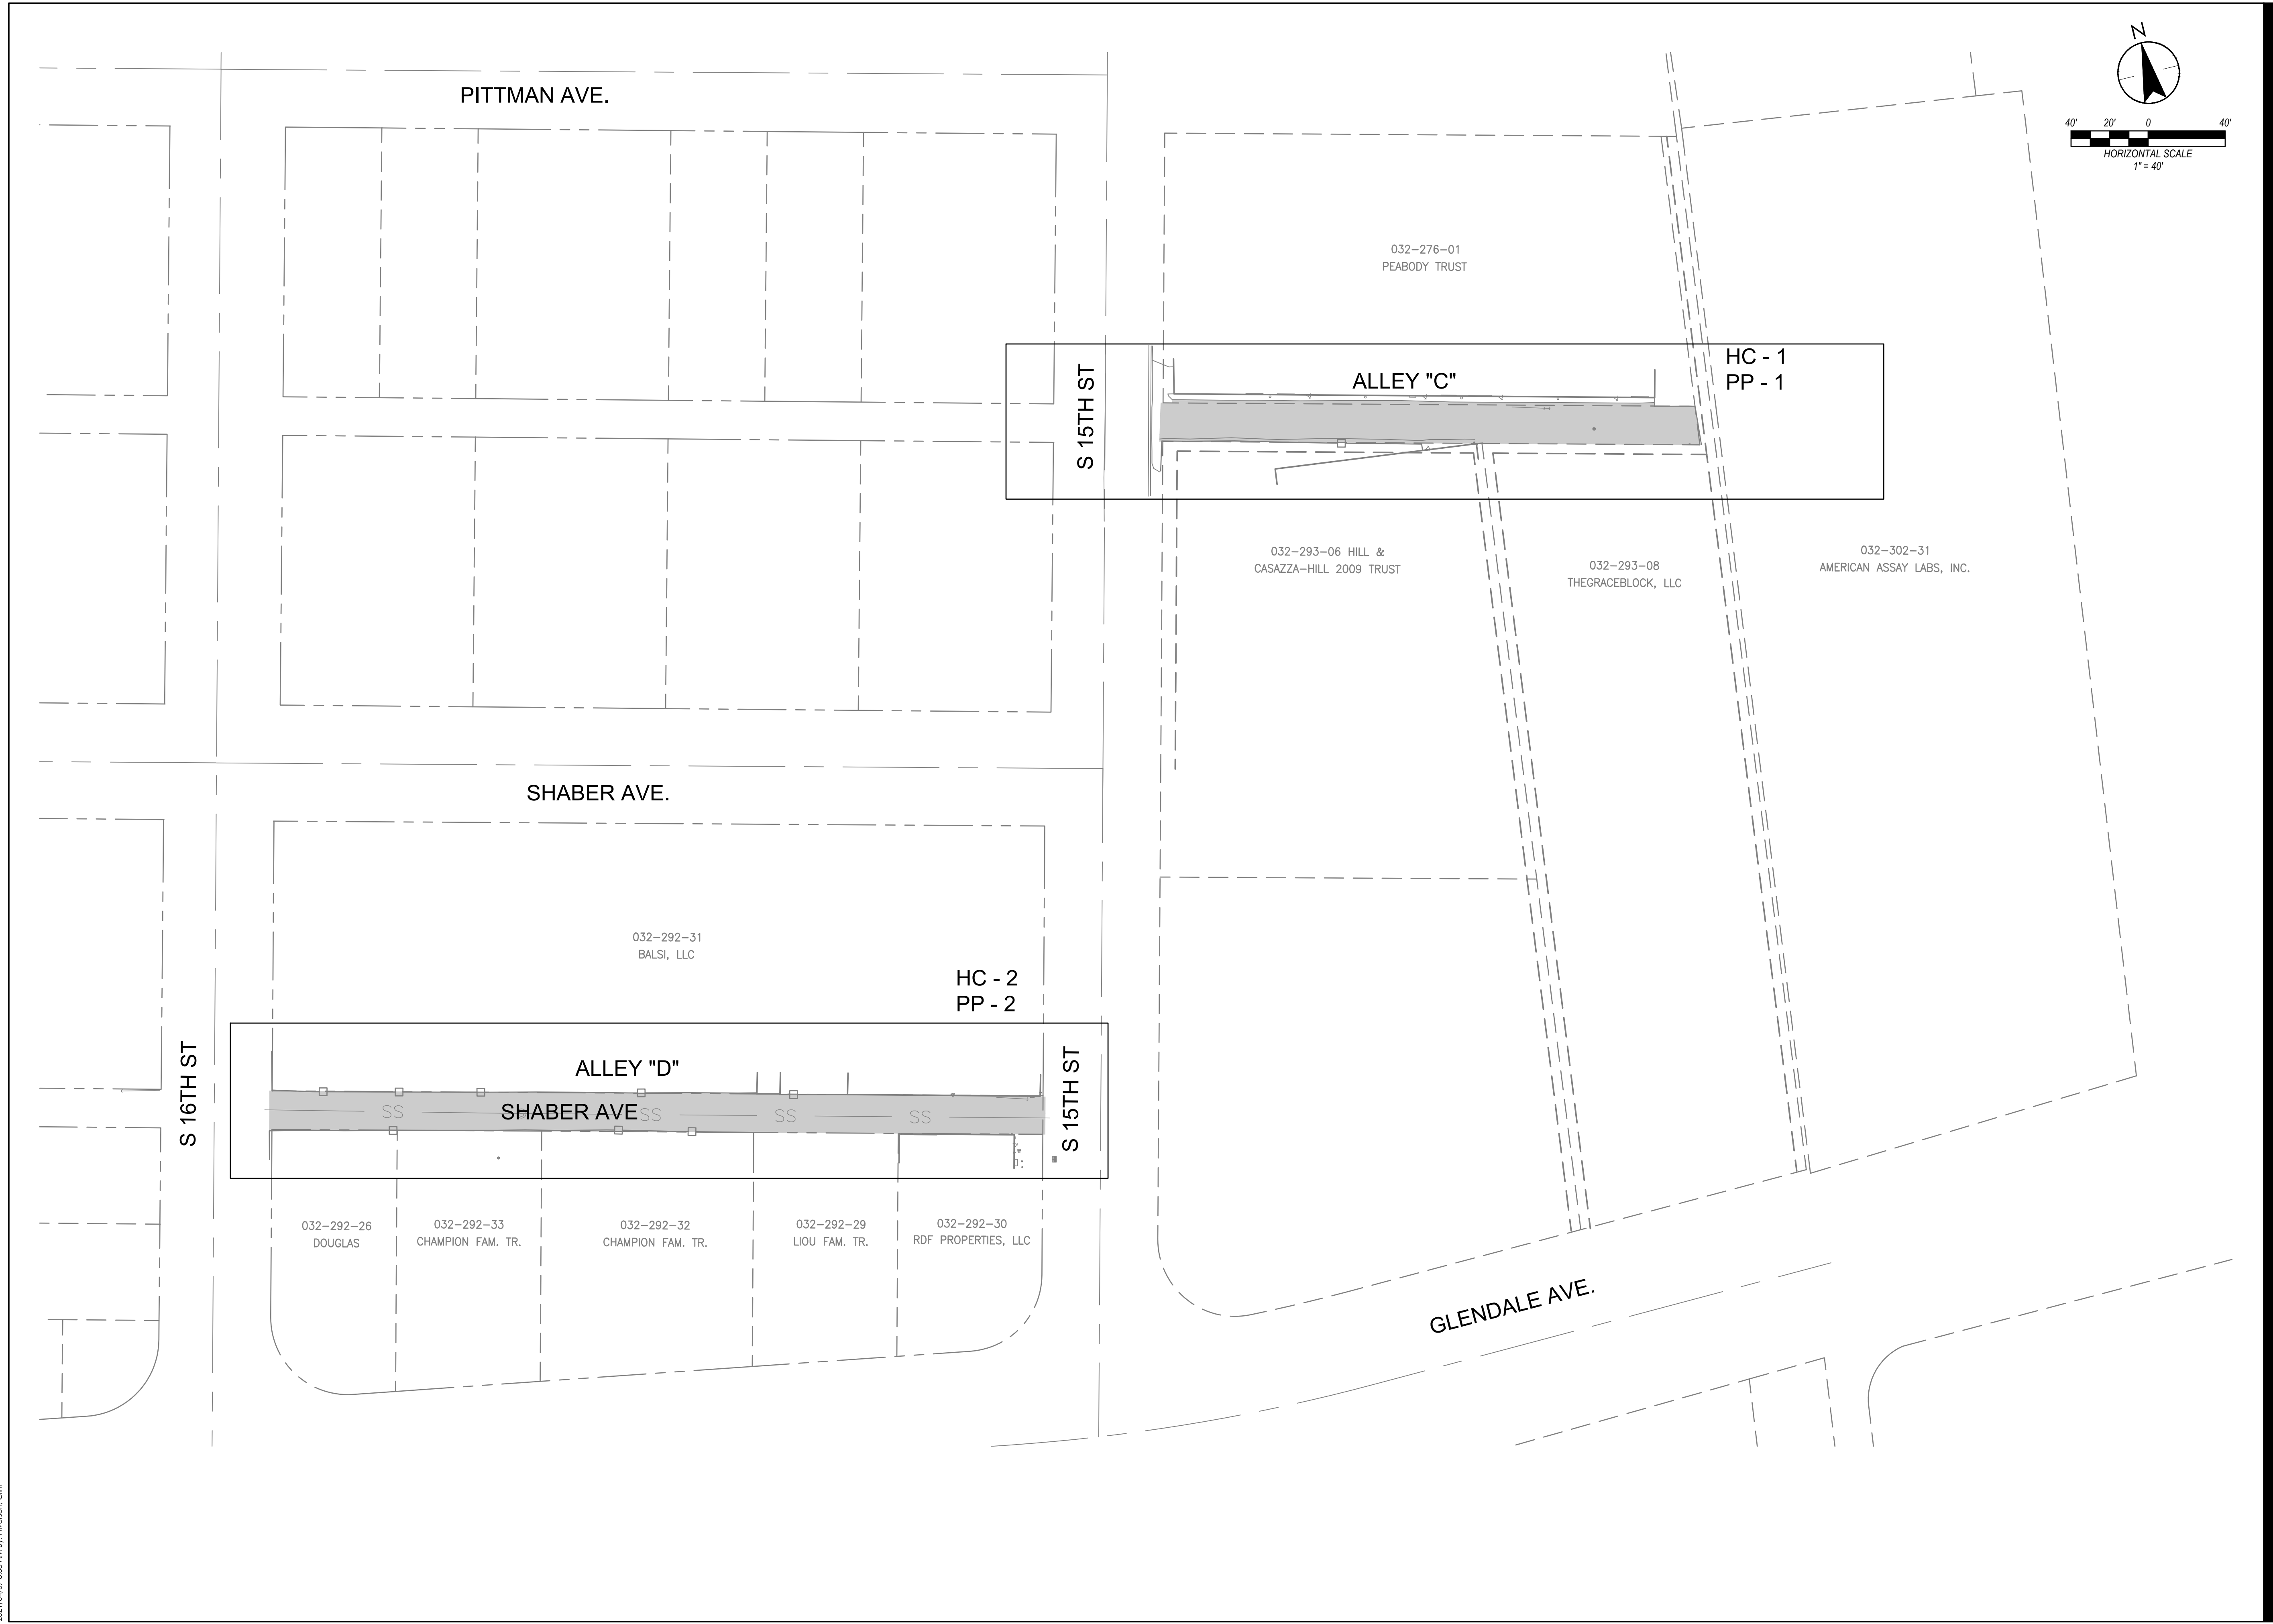 N
PITTMAN AVE.
40' 20' 0 40'
HORIZONTAL SCALE
1" = 40'
032-276-01
PEABODY TRUST
HC - 1
PP - 1
ALLEY "C"
S 15TH ST
032-293-06 HILL &
CASAZZA-HILL 2009 TRUST
032-293-08
THEGRACEBLOCK, LLC
032-302-31
AMERICAN ASSAY LABS, INC.
SHABER AVE.
032-292-31
BALSI, LLC
HC - 2
PP - 2
S 16TH ST
ALLEY "D"
S 15TH ST
SS SHABER AVE SS SS SS
032-292-26
DOUGLAS
032-292-33
CHAMPION FAM. TR.
032-292-32
CHAMPION FAM. TR.
032-292-29
LIOU FAM. TR.
032-292-30
RDF PROPERTIES, LLC
GLENDALE AVE.